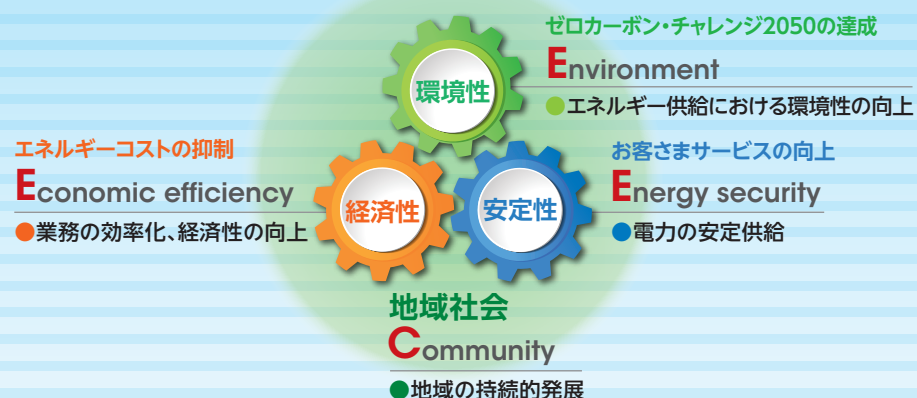 ゼロカーボン・チャレンジ2050の達成
Environment
●エネルギー供給における環境性の向上
環境性
エネルギーコストの抑制
Economic efficiency
●業務の効率化、経済性の向上
経済性
安定性
お客さまサービスの向上
Energy security
●電力の安定供給
地域社会
Community
●地域の持続的発展